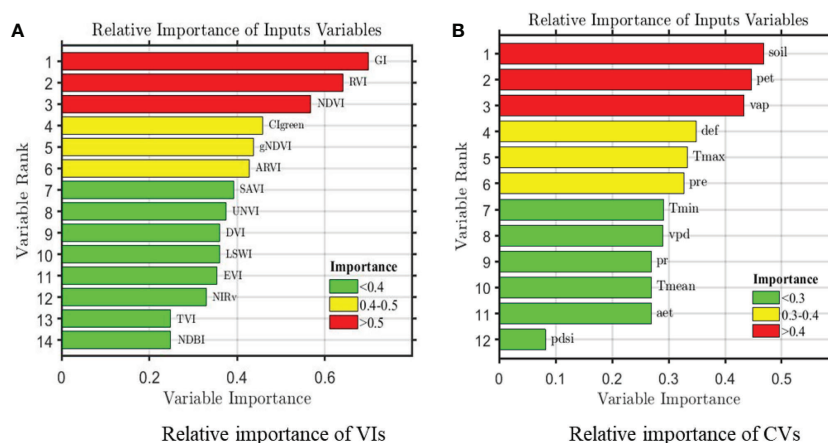 A
Relative Importance of Inputs Variables
Variable Rank
1 GI
2 RVI
3 NDVI
4 CIgreen
5 gNDVI
6 ARVI
7 SAVI
8 UNVI
9 DVI
10 LSWI
11 EVI
12 NIRv
13 TVI
14 NDBI
Importance
<0.4
0.4-0.5
>0.5
0 0.2 0.4 0.6
Variable Importance
Relative importance of VIs
B
Relative Importance of Inputs Variables
Variable Rank
1 soil
2 pet
3 vap
4 def
5 Tmax
6 pre
7 Tmin
8 vpd
9 pr
10 Tmean
11 aet
12 pdsi
Importance
<0.3
0.3-0.4
>0.4
0 0.1 0.2 0.3 0.4 0.5
Variable Importance
Relative importance of CVs